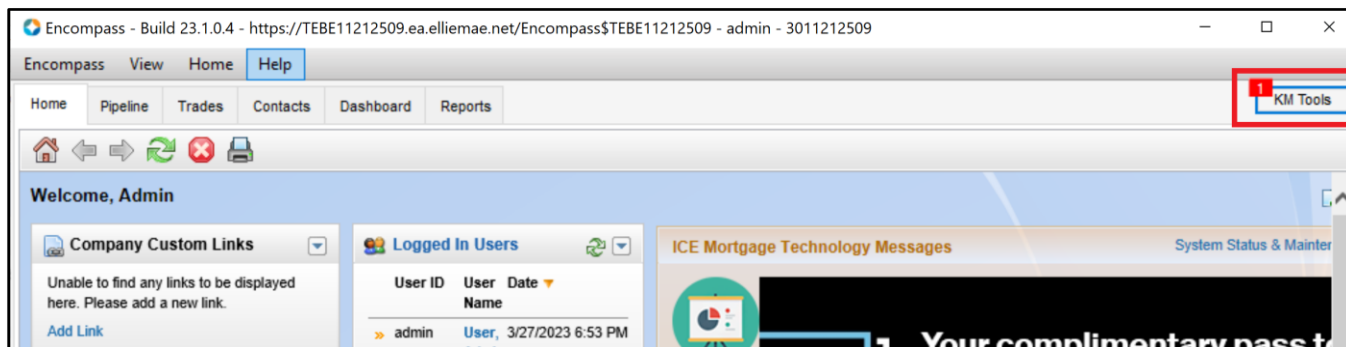 Encompass - Build 23.1.0.4 - https://TEBE11212509.ea.elliemae.net/Encompass$TEBE11212509 - admin - 3011212509
Encompass View Home Help
Home Pipeline Trades Contacts Dashboard Reports
1 KM Tools
Welcome, Admin
Company Custom Links
Unable to find any links to be displayed
here. Please add a new link.
Add Link
Logged In Users
User ID User Date
Name
» admin User, 3/27/2023 6:53 PM
ICE Mortgage Technology Messages
System Status & Mainter
Your complimentary pass to